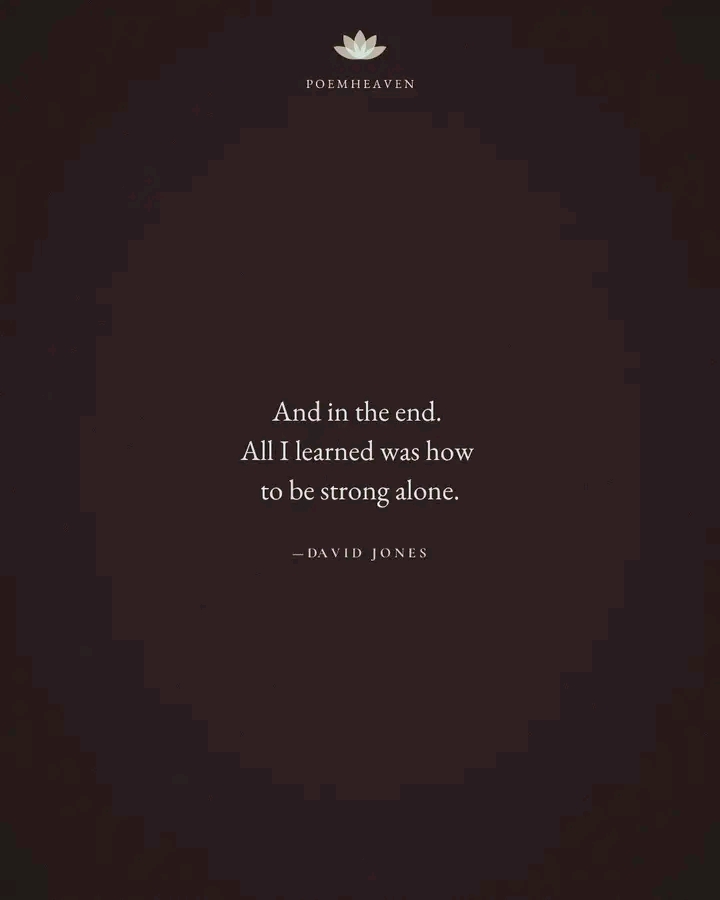 POEMHEAVEN
And in the end.
All I learned was how
to be strong alone.
—DAVID JONES